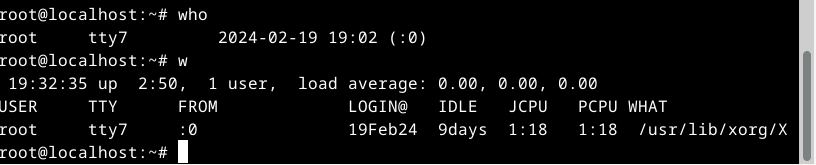 root@localhost:~# who
root     tty7         2024-02-19 19:02 (:0)
root@localhost:~# w
 19:32:35 up  2:50,  1 user,  load average: 0.00, 0.00, 0.00
USER     TTY      FROM             LOGIN@   IDLE   JCPU   PCPU WHAT
root     tty7     :0               19Feb24  9days  1:18   1:18  /usr/lib/xorg/X
root@localhost:~#